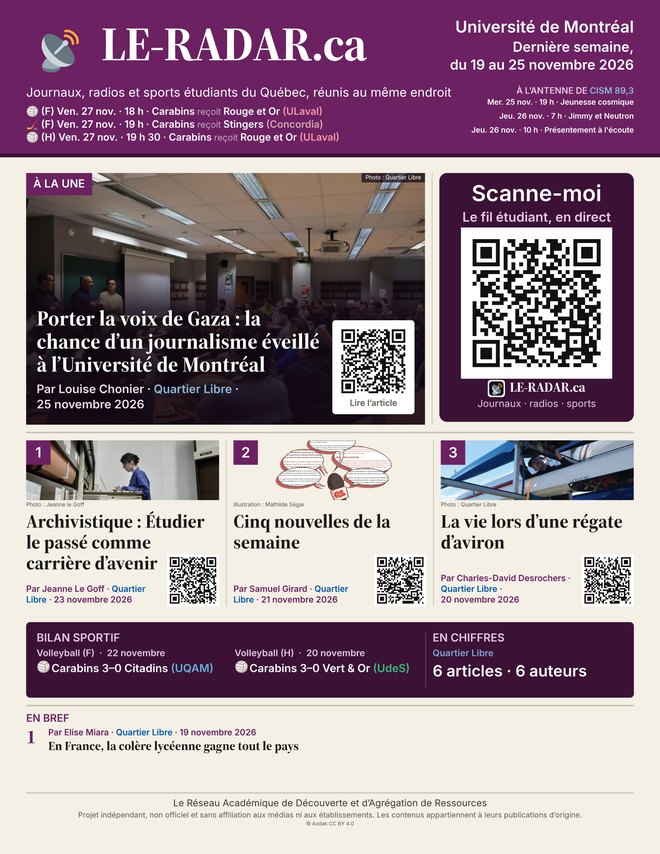 LE-RADAR.ca
Journaux, radios et sports étudiants du Québec, réunis au même endroit
(F) Ven. 27 nov. · 18 h · Carabins reçoit Rouge et Or (ULaval)
(F) Ven. 27 nov. · 19 h · Carabins reçoit Stingers (Concordia)
(H) Ven. 27 nov. · 19 h 30 · Carabins reçoit Rouge et Or (ULaval)
Université de Montréal
Dernière semaine,
du 19 au 25 novembre 2026
À L'ANTENNE DE CISM 89,3
Mer. 25 nov. · 19 h · Jeunesse cosmique
Jeu. 26 nov. · 7 h · Jimmy et Neutron
Jeu. 26 nov. · 10 h · Présentement à l'écoute
À LA UNE
Photo : Quartier Libre
Porter la voix de Gaza : la
chance d'un journalisme éveillé
à l'Université de Montréal
Par Louise Chonier · Quartier Libre ·
25 novembre 2026
Lire l'article
Scanne-moi
Le fil étudiant, en direct
LE-RADAR.ca
Journaux · radios · sports
1
Photo : Jeanne le Goff
Archivistique : Étudier
le passé comme
carrière d'avenir
Par Jeanne Le Goff · Quartier
Libre · 23 novembre 2026
2
Illustration : Mathilde Ségar
Cinq nouvelles de la
semaine
Par Samuel Girard · Quartier
Libre · 21 novembre 2026
3
Photo : Quartier Libre
La vie lors d'une régate
d'aviron
Par Charles-David Desrochers ·
Quartier Libre ·
20 novembre 2026
BILAN SPORTIF
Volleyball (F) · 22 novembre
Carabins 3–0 Citadins (UQAM)
Volleyball (H) · 20 novembre
Carabins 3–0 Vert & Or (UdeS)
EN CHIFFRES
Quartier Libre
6 articles · 6 auteurs
EN BREF
1
Par Elise Miara · Quartier Libre · 19 novembre 2026
En France, la colère lycéenne gagne tout le pays
Le Réseau Académique de Découverte et d'Agrégation de Ressources
Projet indépendant, non officiel et sans affiliation aux médias ni aux établissements. Les contenus appartiennent à leurs publications d'origine.
© Azdak CC BY 4.0